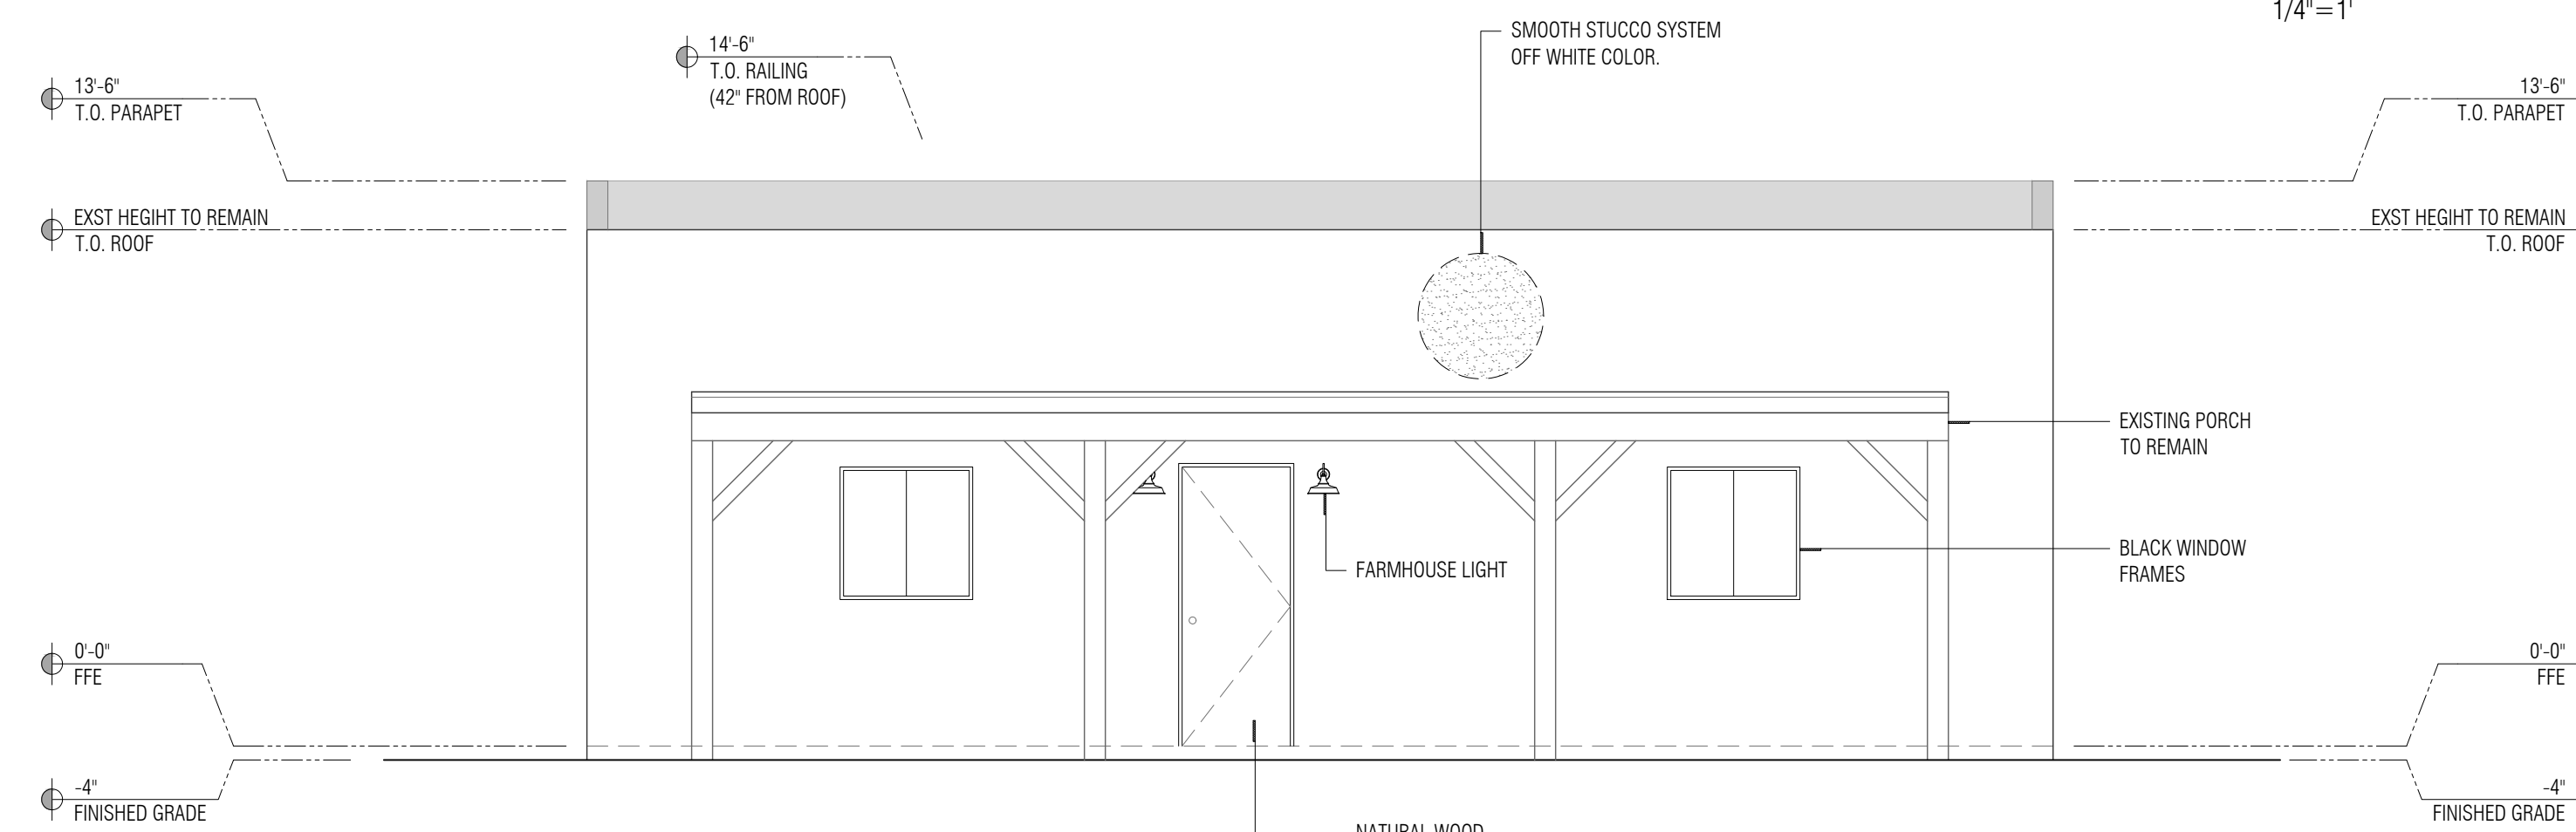 1/4"=1'
14'-6"
T.O. RAILING
(42" FROM ROOF)
SMOOTH STUCCO SYSTEM
OFF WHITE COLOR.
13'-6"
T.O. PARAPET
13'-6"
T.O. PARAPET
EXST HEGIHT TO REMAIN
T.O. ROOF
EXST HEGIHT TO REMAIN
T.O. ROOF
EXISTING PORCH
TO REMAIN
BLACK WINDOW
FRAMES
FARMHOUSE LIGHT
0'-0"
FFE
0'-0"
FFE
-4"
FINISHED GRADE
-4"
FINISHED GRADE
NATURAL WOOD